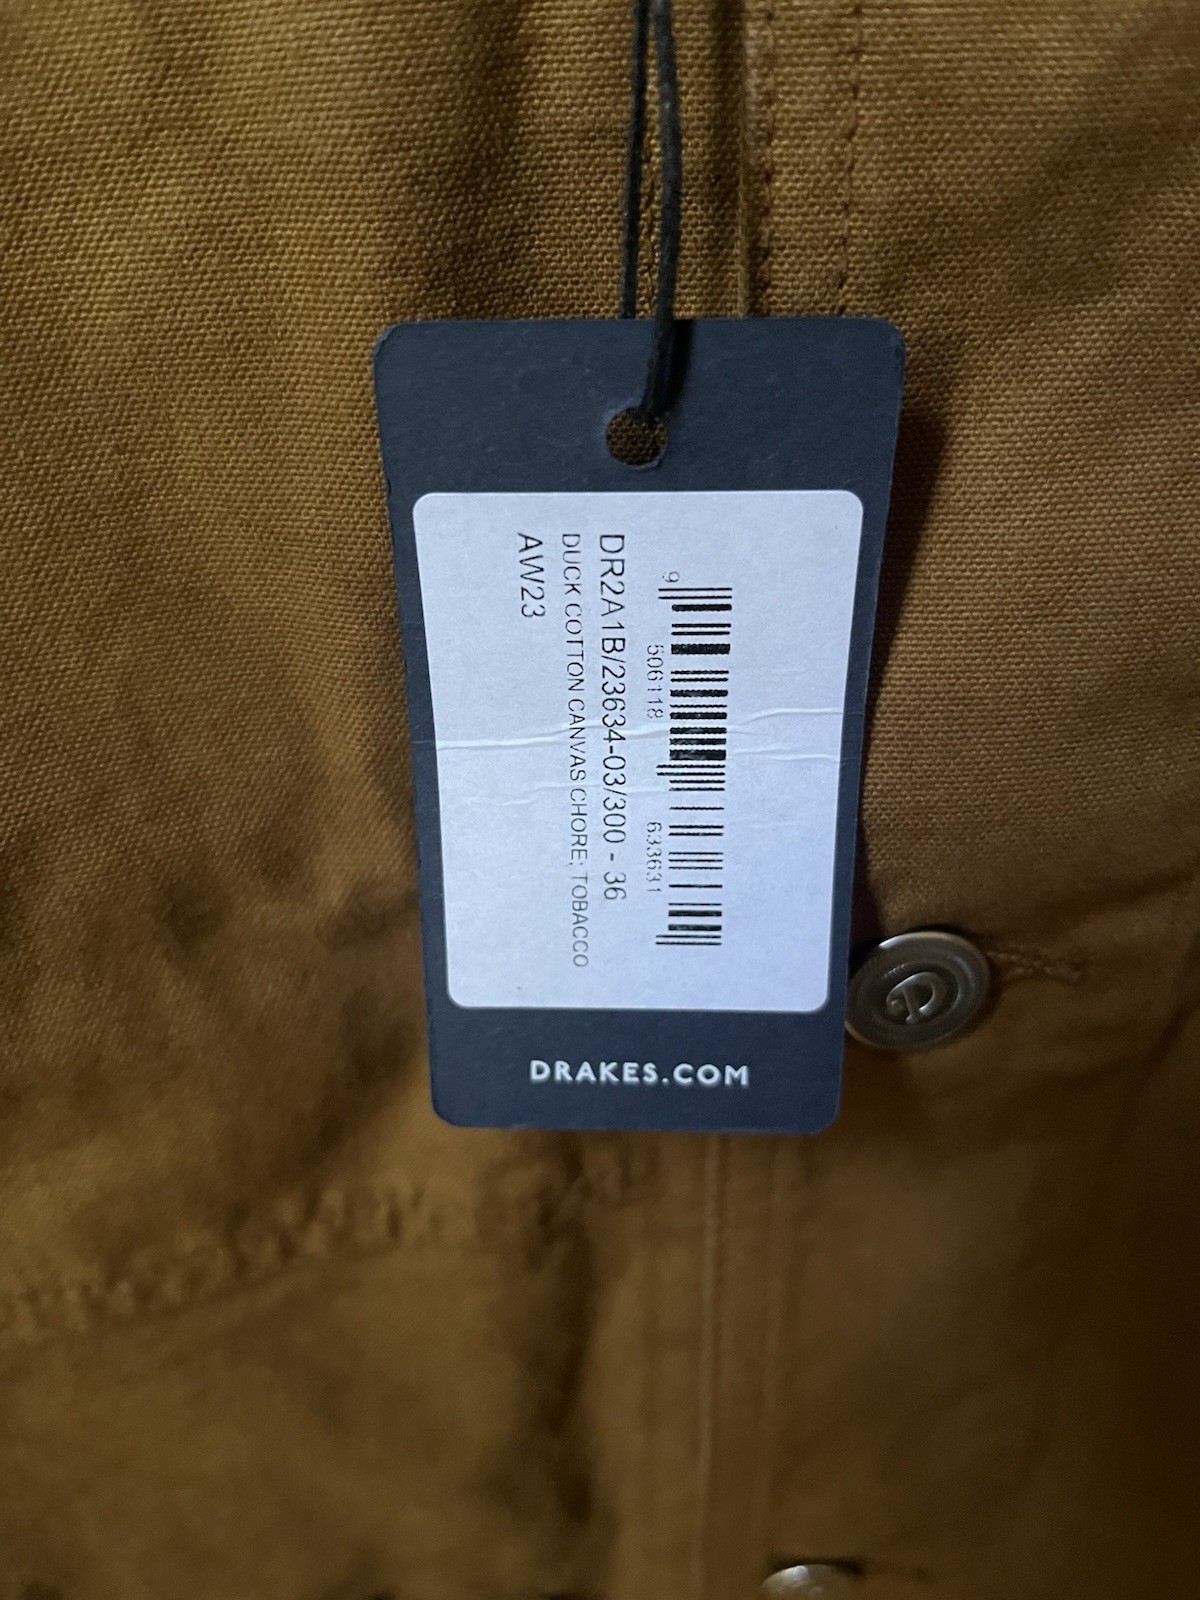 9 506118 633631
DR2A1B/23634-03/300 - 36
DUCK COTTON CANVAS CHORE; TOBACCO
AW23
DRAKES.COM
D